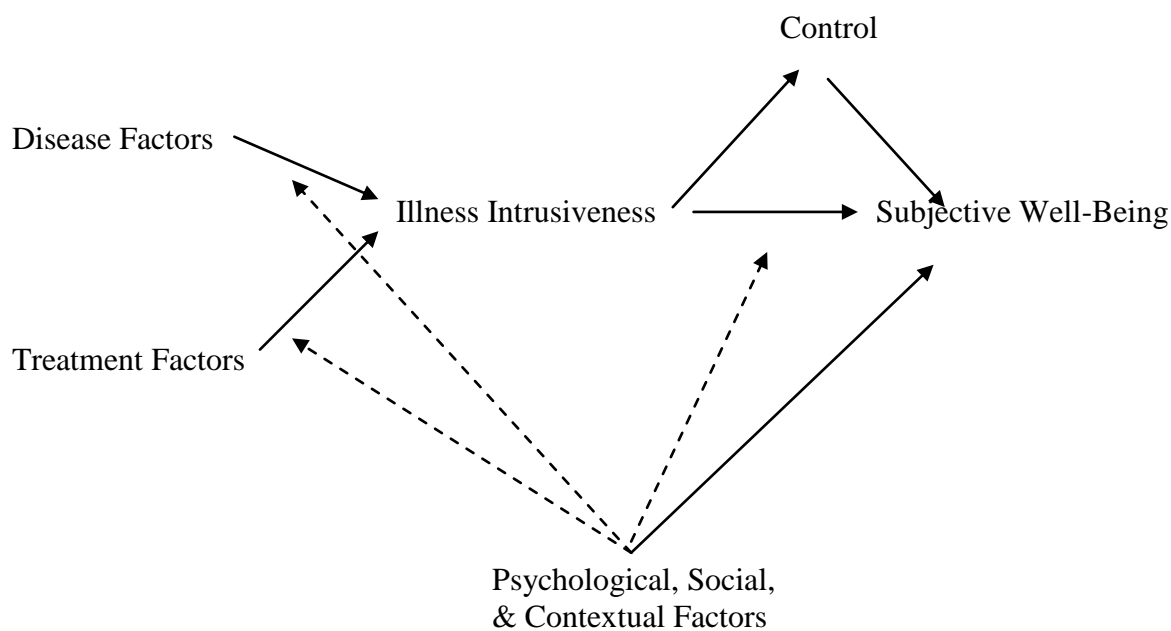 Control
Disease Factors
Illness Intrusiveness
Subjective Well-Being
Treatment Factors
Psychological, Social,
& Contextual Factors